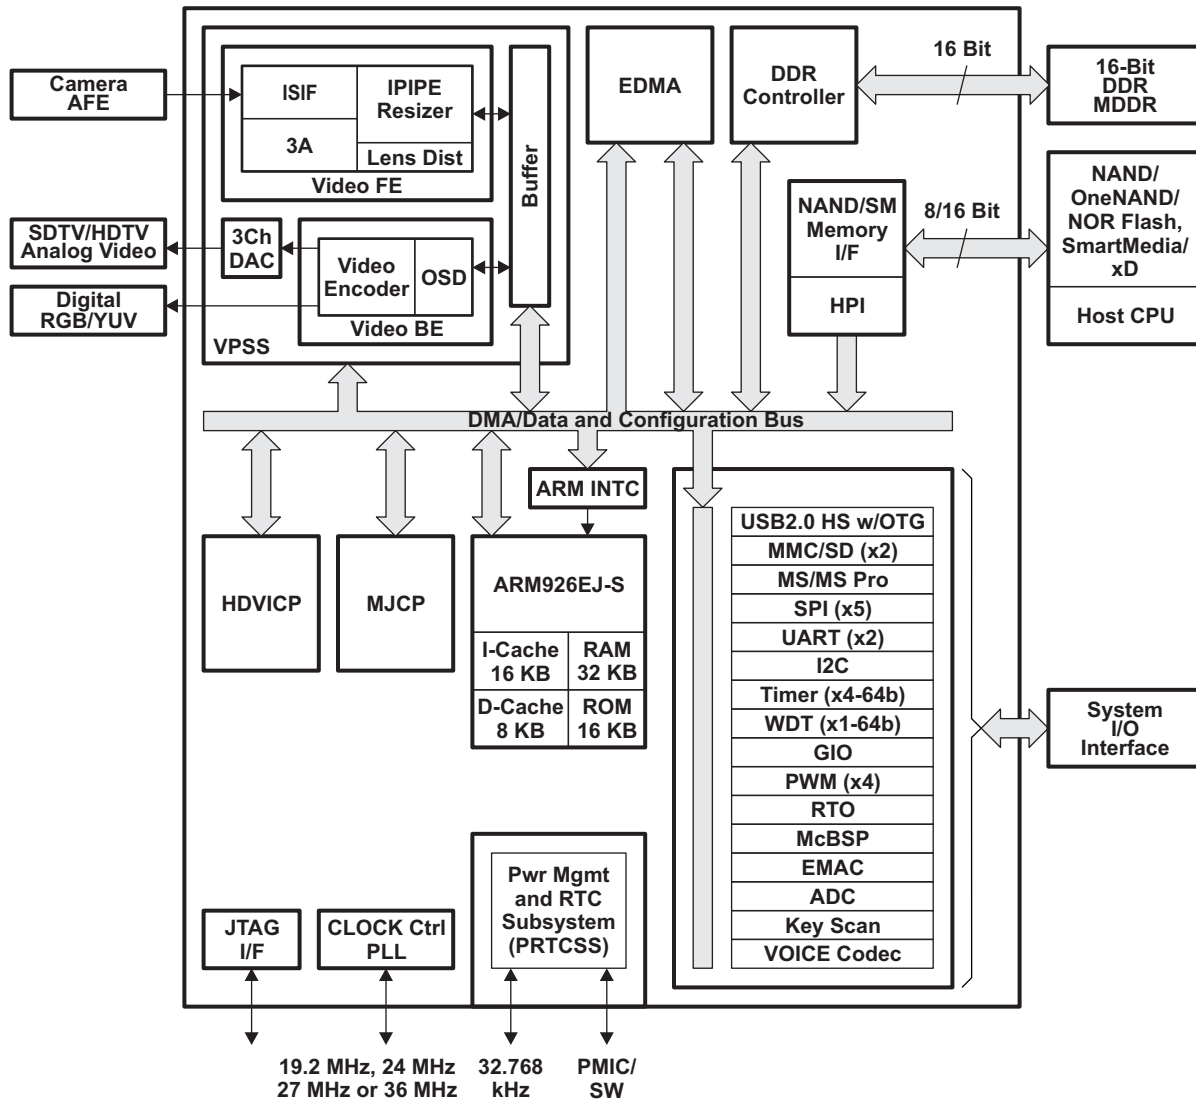 Camera
AFE
ISIF
IPIPE
Resizer
3A
Lens Dist
Video FE
Buffer
SDTV/HDTV
Analog Video
3Ch
DAC
Video
Encoder
OSD
Digital
RGB/YUV
Video BE
VPSS
EDMA
DDR
Controller
16 Bit
16-Bit
DDR
MDDR
NAND/SM
Memory
I/F
HPI
8/16 Bit
NAND/
OneNAND/
NOR Flash,
SmartMedia/
xD
Host CPU
DMA/Data and Configuration Bus
ARM INTC
HDVICP
MJCP
ARM926EJ-S
I-Cache
16 KB
RAM
32 KB
D-Cache
8 KB
ROM
16 KB
USB2.0 HS w/OTG
MMC/SD (x2)
MS/MS Pro
SPI (x5)
UART (x2)
I2C
Timer (x4-64b)
WDT (x1-64b)
GIO
PWM (x4)
RTO
McBSP
EMAC
ADC
Key Scan
VOICE Codec
System
I/O
Interface
JTAG
I/F
CLOCK Ctrl
PLL
Pwr Mgmt
and RTC
Subsystem
(PRTCSS)
19.2 MHz, 24 MHz
27 MHz or 36 MHz
32.768
kHz
PMIC/
SW